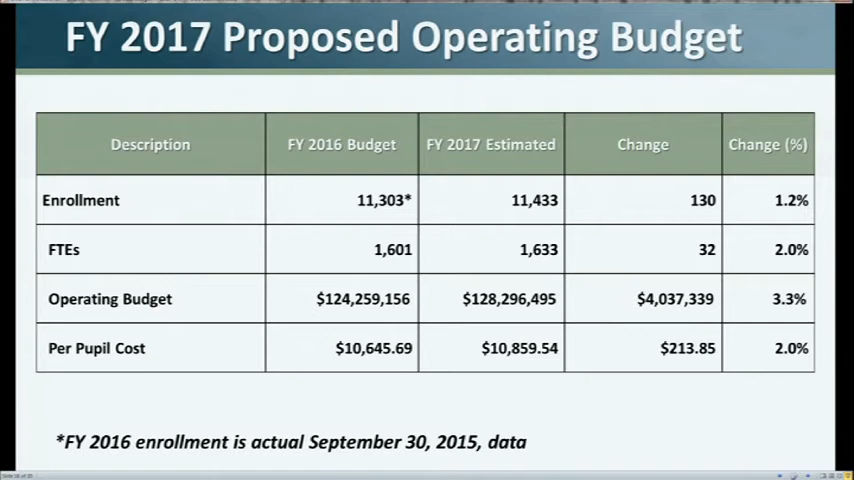 FY 2017 Proposed Operating Budget
Description FY 2016 Budget FY 2017 Estimated Change Change (%)
Enrollment 11,303* 11,433 130 1.2%
FTEs 1,601 1,633 32 2.0%
Operating Budget $124,259,156 $128,296,495 $4,037,339 3.3%
Per Pupil Cost $10,645.69 $10,859.54 $213.85 2.0%
*FY 2016 enrollment is actual September 30, 2015, data